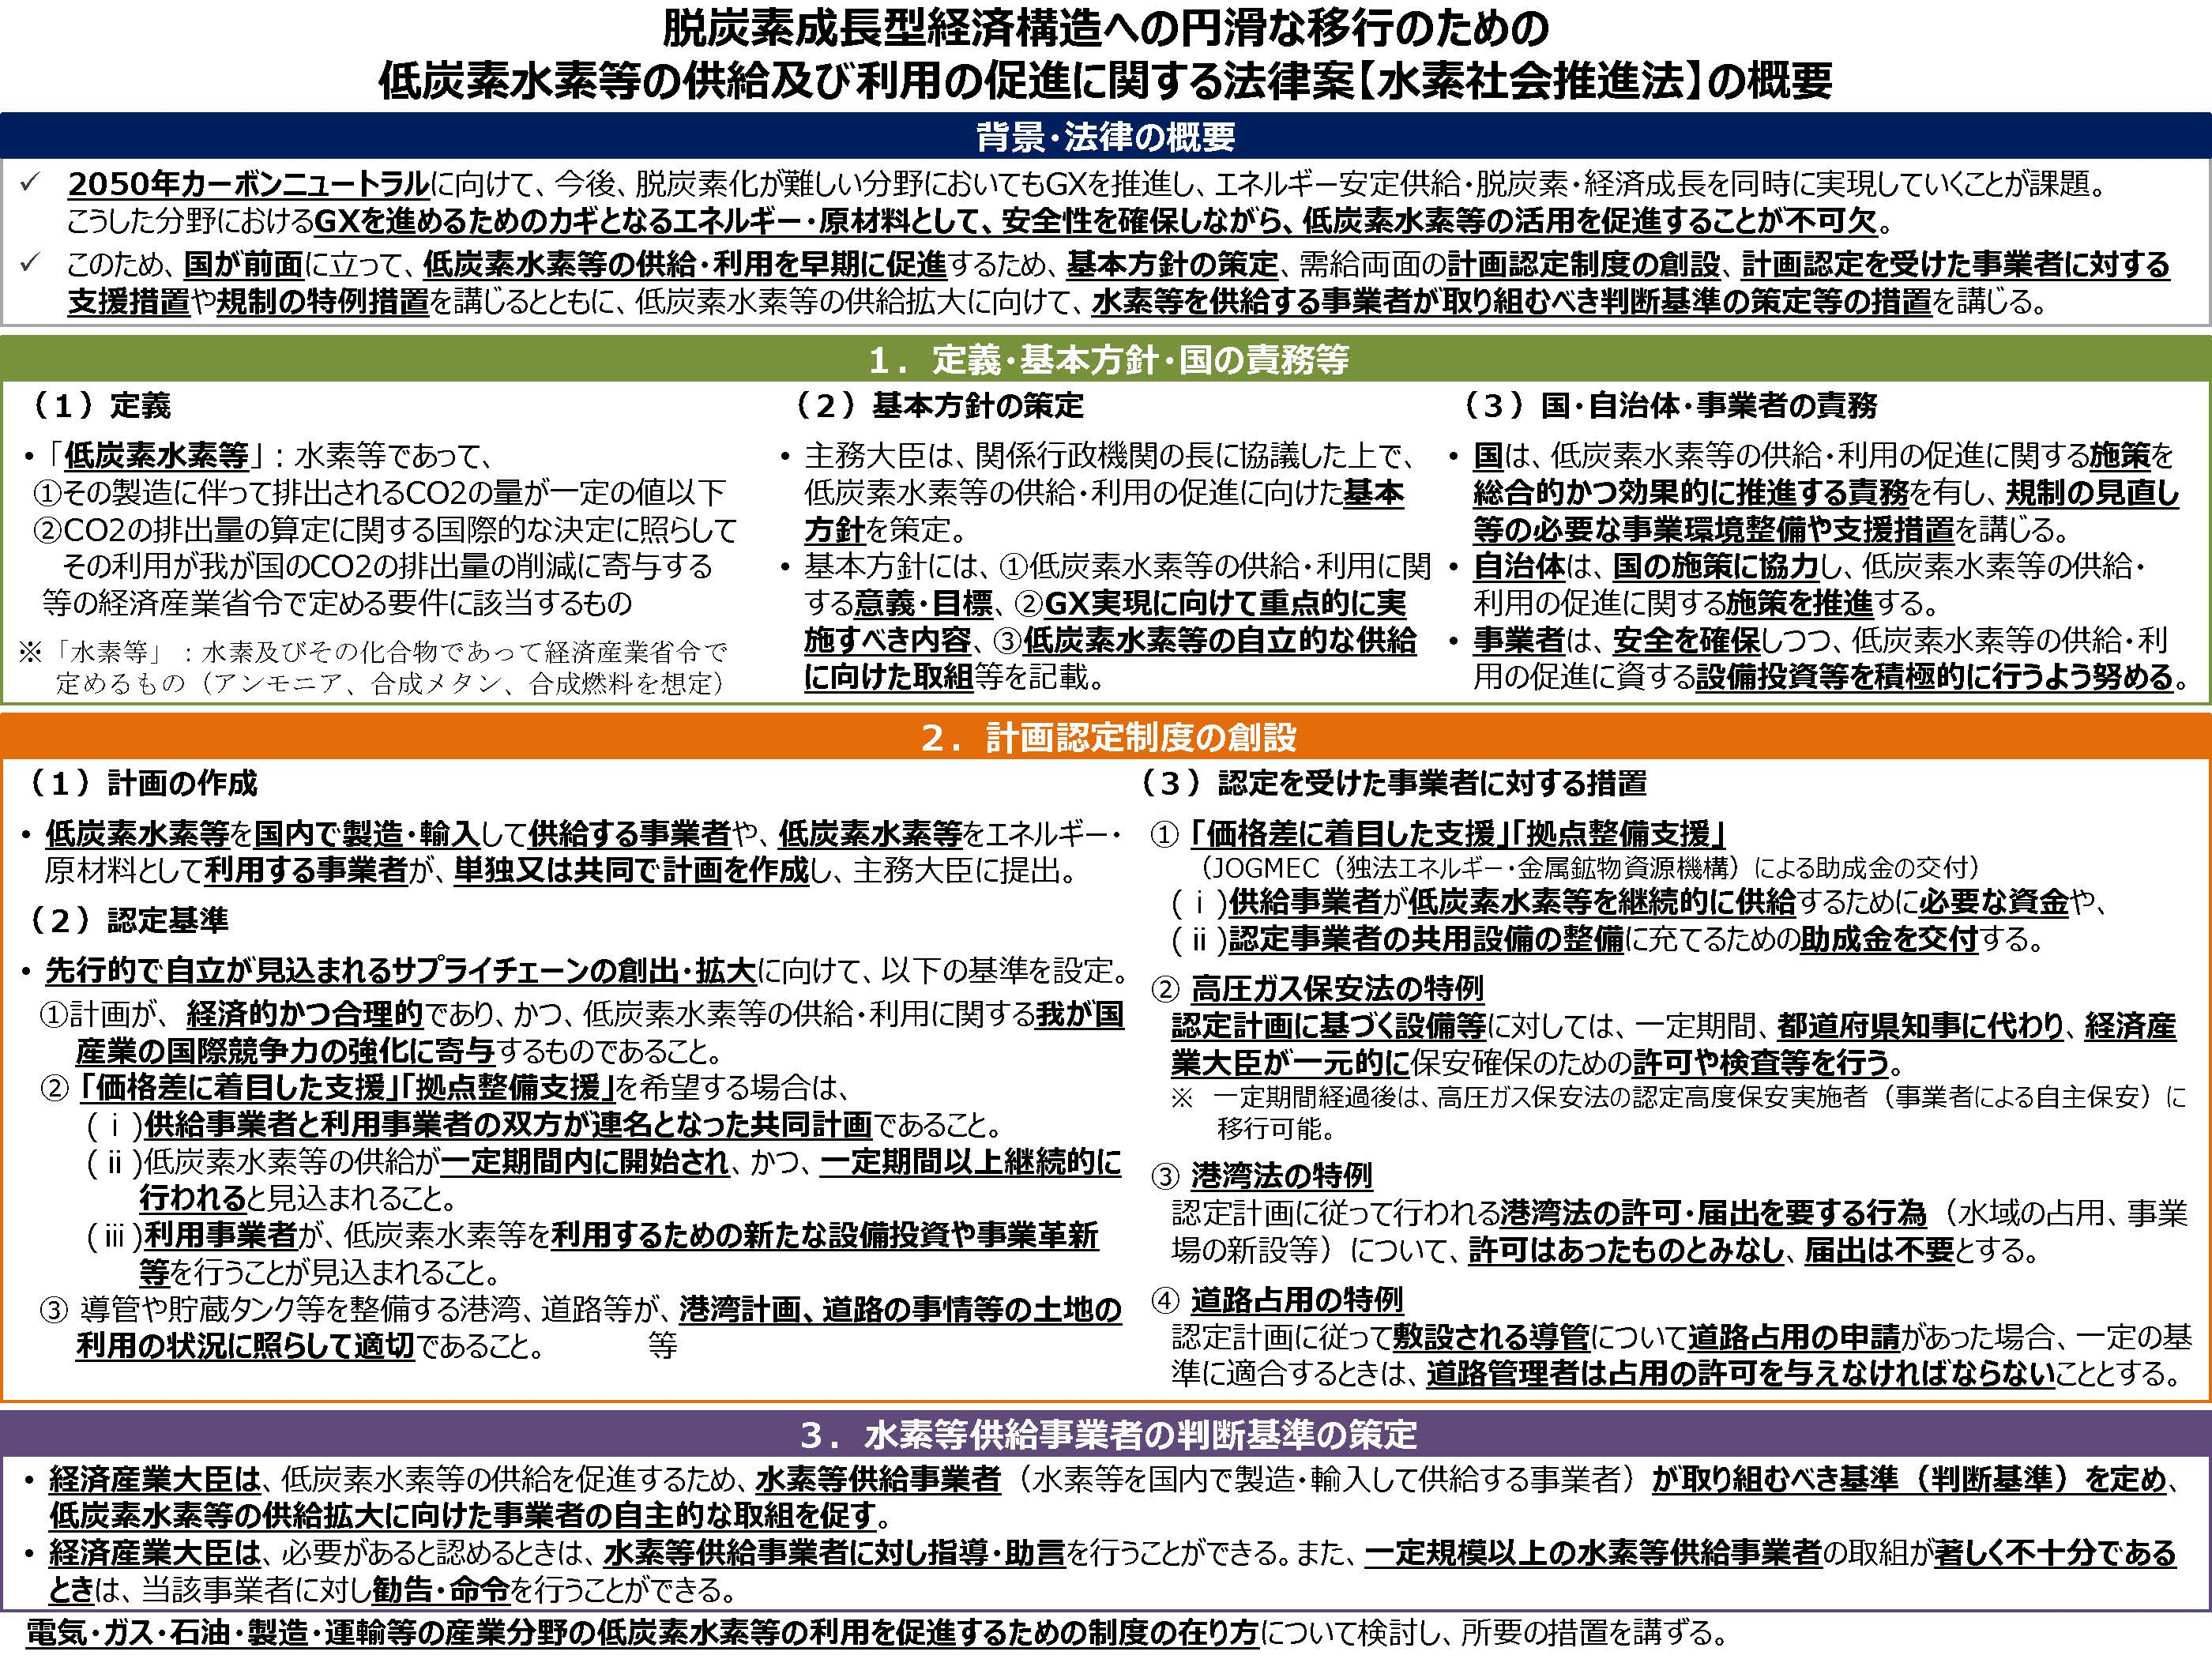 脱炭素成長型経済構造への円滑な移行のための
低炭素水素等の供給及び利用の促進に関する法律案【水素社会推進法】の概要
背景・法律の概要
✓ 2050年カーボンニュートラルに向けて、今後、脱炭素化が難しい分野においてもGXを推進し、エネルギー安定供給・脱炭素・経済成長を同時に実現していくことが課題。
こうした分野におけるGXを進めるためのカギとなるエネルギー・原材料として、安全性を確保しながら、低炭素水素等の活用を促進することが不可欠。
✓ このため、国が前面に立って、低炭素水素等の供給・利用を早期に促進するため、基本方針の策定、需給両面の計画認定制度の創設、計画認定を受けた事業者に対する
支援措置や規制の特例措置を講じるとともに、低炭素水素等の供給拡大に向けて、水素等を供給する事業者が取り組むべき判断基準の策定等の措置を講じる。
1．定義・基本方針・国の責務等
（1）定義
• 「低炭素水素等」：水素等であって、
①その製造に伴って排出されるCO2の量が一定の値以下
②CO2の排出量の算定に関する国際的な決定に照らして
その利用が我が国のCO2の排出量の削減に寄与する
等の経済産業省令で定める要件に該当するもの
※「水素等」：水素及びその化合物であって経済産業省令で
定めるもの（アンモニア、合成メタン、合成燃料を想定）
（2）基本方針の策定
• 主務大臣は、関係行政機関の長に協議した上で、
低炭素水素等の供給・利用の促進に向けた基本
方針を策定。
• 基本方針には、①低炭素水素等の供給・利用に関
する意義・目標、②GX実現に向けて重点的に実
施すべき内容、③低炭素水素等の自立的な供給
に向けた取組等を記載。
（3）国・自治体・事業者の責務
• 国は、低炭素水素等の供給・利用の促進に関する施策を
総合的かつ効果的に推進する責務を有し、規制の見直し
等の必要な事業環境整備や支援措置を講じる。
• 自治体は、国の施策に協力し、低炭素水素等の供給・
利用の促進に関する施策を推進する。
• 事業者は、安全を確保しつつ、低炭素水素等の供給・利
用の促進に資する設備投資等を積極的に行うよう努める。
2．計画認定制度の創設
（1）計画の作成
• 低炭素水素等を国内で製造・輸入して供給する事業者や、低炭素水素等をエネルギー・
原材料として利用する事業者が、単独又は共同で計画を作成し、主務大臣に提出。
（2）認定基準
• 先行的で自立が見込まれるサプライチェーンの創出・拡大に向けて、以下の基準を設定。
①計画が、経済的かつ合理的であり、かつ、低炭素水素等の供給・利用に関する我が国
産業の国際競争力の強化に寄与するものであること。
② 「価格差に着目した支援」「拠点整備支援」を希望する場合は、
(ⅰ)供給事業者と利用事業者の双方が連名となった共同計画であること。
(ⅱ)低炭素水素等の供給が一定期間内に開始され、かつ、一定期間以上継続的に
行われると見込まれること。
(ⅲ)利用事業者が、低炭素水素等を利用するための新たな設備投資や事業革新
等を行うことが見込まれること。
③ 導管や貯蔵タンク等を整備する港湾、道路等が、港湾計画、道路の事情等の土地の
利用の状況に照らして適切であること。 等
（3）認定を受けた事業者に対する措置
① 「価格差に着目した支援」「拠点整備支援」
（JOGMEC（独法エネルギー・金属鉱物資源機構）による助成金の交付）
(ⅰ)供給事業者が低炭素水素等を継続的に供給するために必要な資金や、
(ⅱ)認定事業者の共用設備の整備に充てるための助成金を交付する。
② 高圧ガス保安法の特例
認定計画に基づく設備等に対しては、一定期間、都道府県知事に代わり、経済産
業大臣が一元的に保安確保のための許可や検査等を行う。
※ 一定期間経過後は、高圧ガス保安法の認定高度保安実施者（事業者による自主保安）に
移行可能。
③ 港湾法の特例
認定計画に従って行われる港湾法の許可・届出を要する行為（水域の占用、事業
場の新設等）について、許可はあったものとみなし、届出は不要とする。
④ 道路占用の特例
認定計画に従って敷設される導管について道路占用の申請があった場合、一定の基
準に適合するときは、道路管理者は占用の許可を与えなければならないこととする。
3．水素等供給事業者の判断基準の策定
• 経済産業大臣は、低炭素水素等の供給を促進するため、水素等供給事業者（水素等を国内で製造・輸入して供給する事業者）が取り組むべき基準（判断基準）を定め、
低炭素水素等の供給拡大に向けた事業者の自主的な取組を促す。
• 経済産業大臣は、必要があると認めるときは、水素等供給事業者に対し指導・助言を行うことができる。また、一定規模以上の水素等供給事業者の取組が著しく不十分である
ときは、当該事業者に対し勧告・命令を行うことができる。
電気・ガス・石油・製造・運輸等の産業分野の低炭素水素等の利用を促進するための制度の在り方について検討し、所要の措置を講ずる。